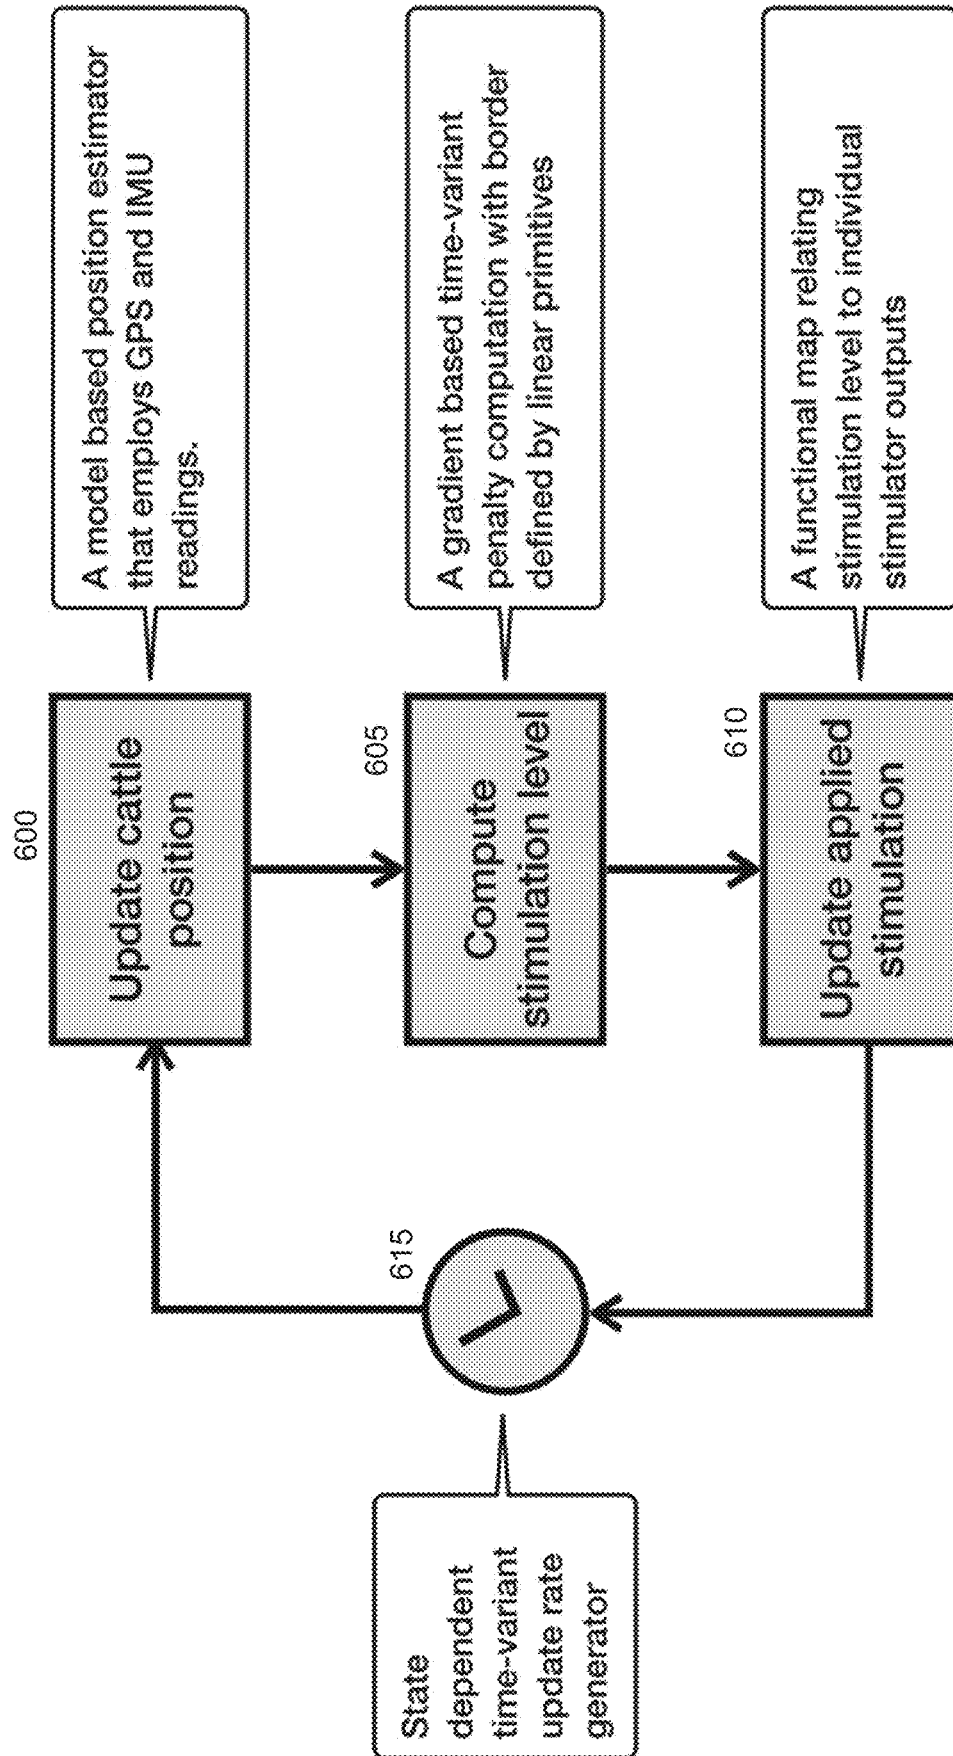 600
Update cattle
position
A model based position estimator
that employs GPS and IMU
readings.
605
Compute
stimulation level
A gradient based time-variant
penalty computation with border
defined by linear primitives
610
Update applied
stimulation
A functional map relating
stimulation level to individual
stimulator outputs
615
State
dependent
time-variant
update rate
generator